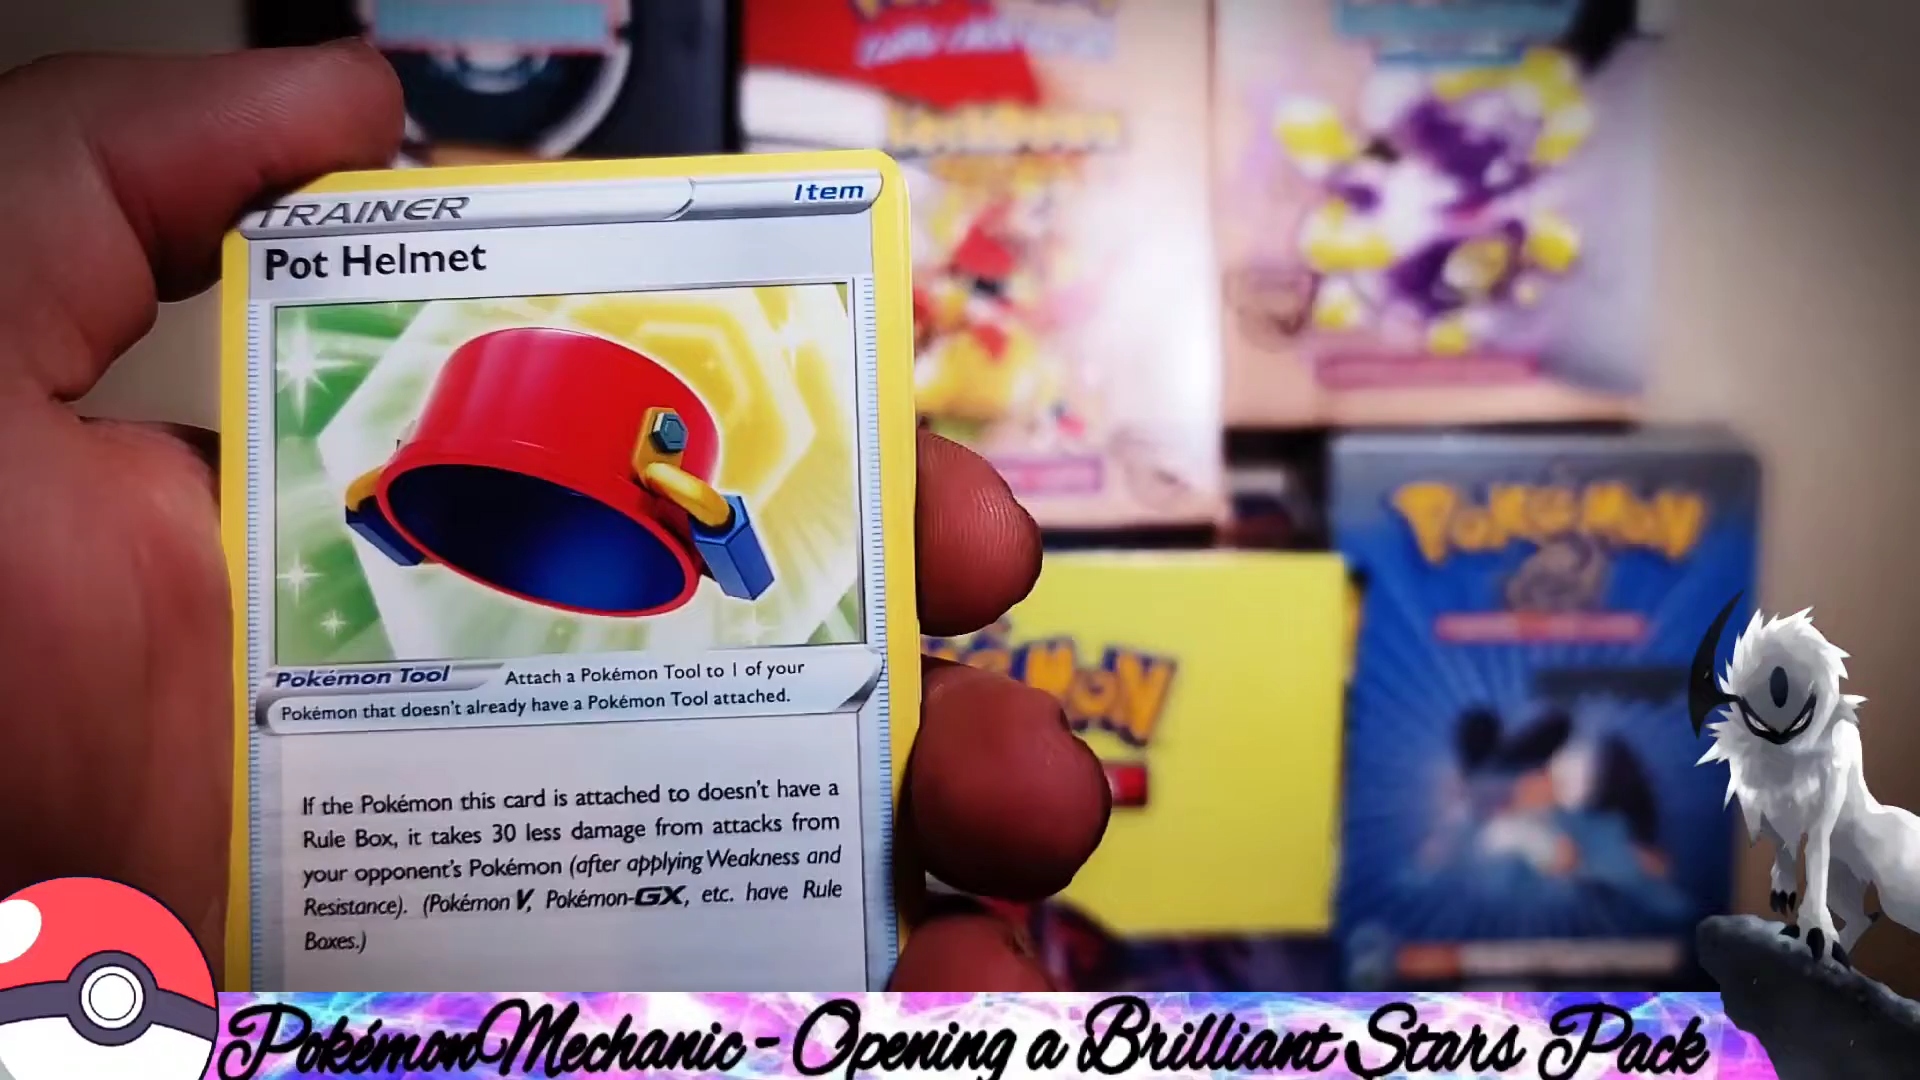 TRAINER
Item
Pot Helmet
Pokémon Tool Attach a Pokémon Tool to 1 of your
Pokémon that doesn't already have a Pokémon Tool attached.
If the Pokémon this card is attached to doesn't have a
Rule Box, it takes 30 less damage from attacks from
your opponent's Pokémon (after applying Weakness and
Resistance). (Pokémon V, Pokémon-GX, etc. have Rule
Boxes.)
POKéMON
PokémonMechanic - Opening a Brilliant Stars Pack